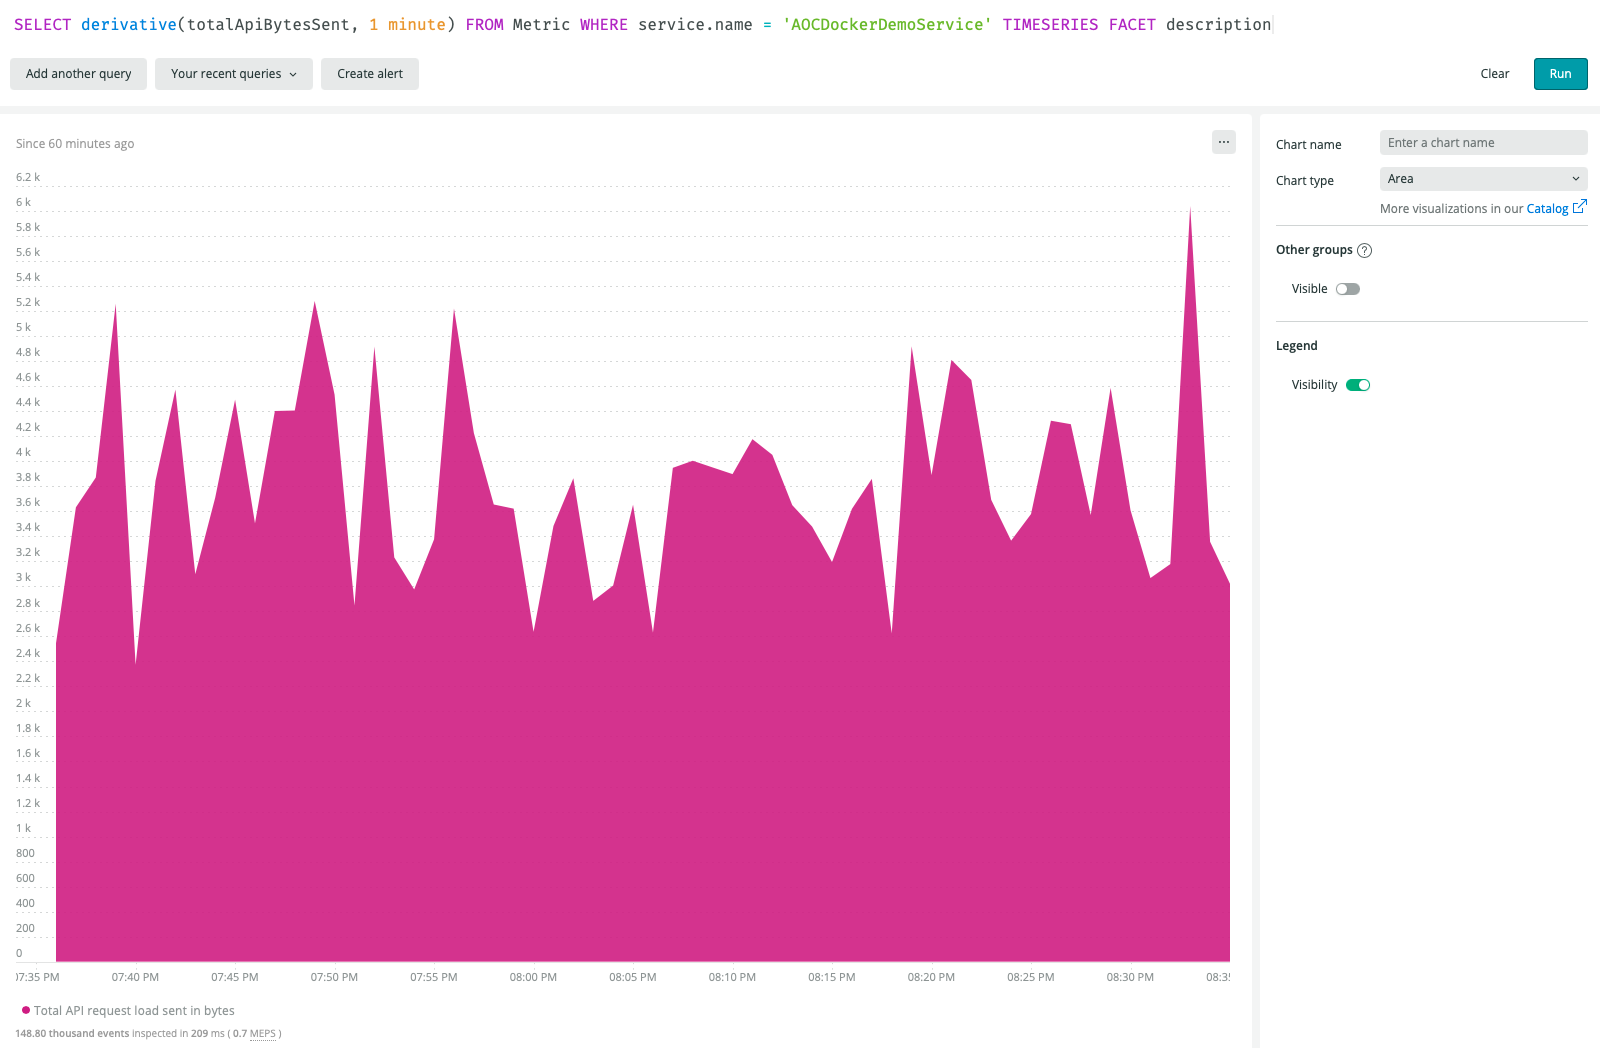 SELECT derivative(totalApiBytesSent, 1 minute) FROM Metric WHERE service.name = 'AOCDockerDemoService' TIMESERIES FACET description
Add another query
Your recent queries
Create alert
Clear
Run
Since 60 minutes ago
...
6.2 k
6 k
5.8 k
5.6 k
5.4 k
5.2 k
5 k
4.8 k
4.6 k
4.4 k
4.2 k
4 k
3.8 k
3.6 k
3.4 k
3.2 k
3 k
2.8 k
2.6 k
2.4 k
2.2 k
2 k
1.8 k
1.6 k
1.4 k
1.2 k
1 k
800
600
400
200
0
07:35 PM 07:40 PM 07:45 PM 07:50 PM 07:55 PM 08:00 PM 08:05 PM 08:10 PM 08:15 PM 08:20 PM 08:25 PM 08:30 PM 08:35
Total API request load sent in bytes
148.80 thousand events inspected in 209 ms ( 0.7 MEPS )
Chart name
Enter a chart name
Chart type
Area
More visualizations in our Catalog
Other groups ?
Visible
Legend
Visibility